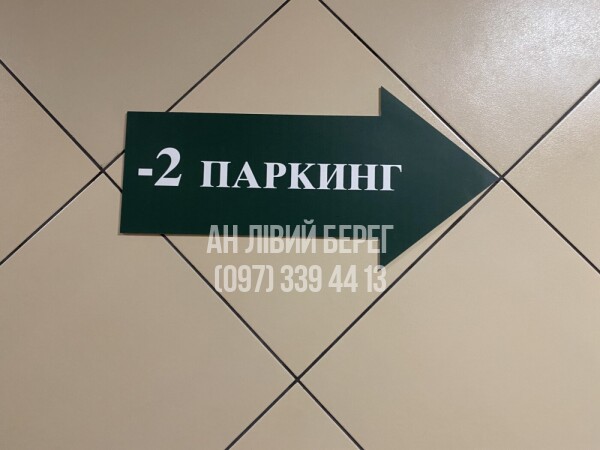 -2 ПАРКИНГ
АН ЛІВИЙ БЕРЕГ
(097) 339 44 13